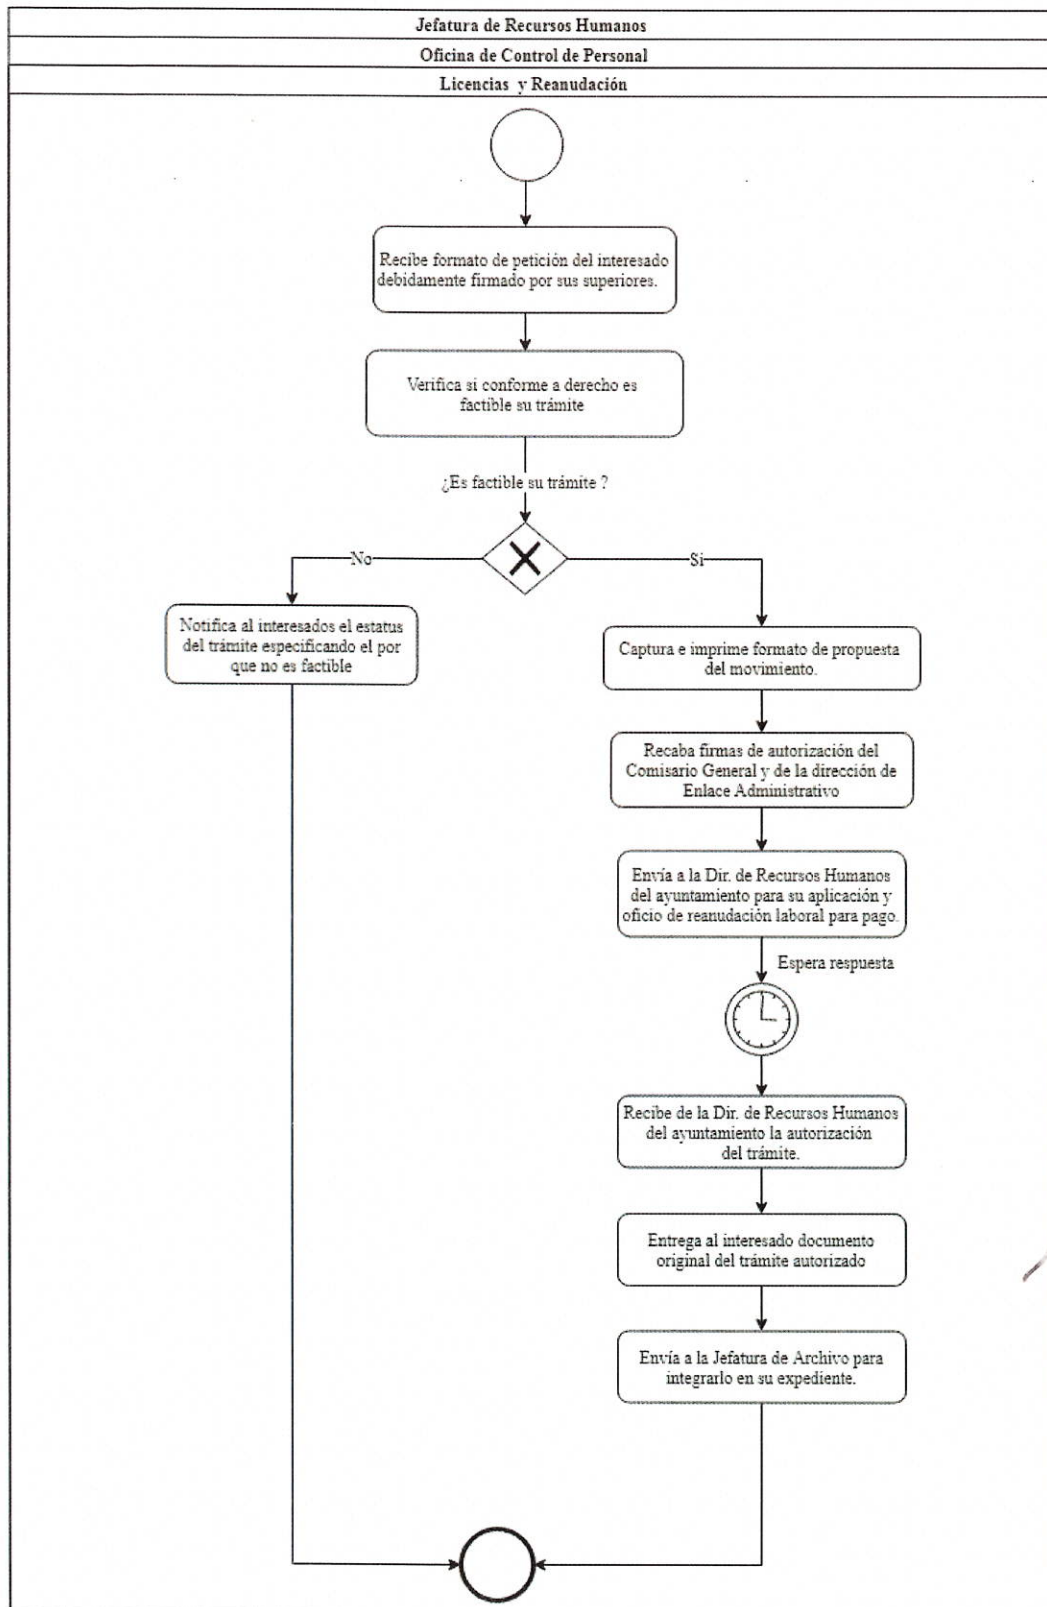 Jefatura de Recursos Humanos
Oficina de Control de Personal
Licencias y Reanudación
Recibe formato de petición del interesado
debidamente firmado por sus superiores.
Verifica si conforme a derecho es
factible su trámite
¿Es factible su trámite ?
No
Si
Notifica al interesados el estatus
del trámite especificando el por
que no es factible
Captura e imprime formato de propuesta
del movimiento.
Recaba firmas de autorización del
Comisario General y de la dirección de
Enlace Administrativo
Envía a la Dir. de Recursos Humanos
del ayuntamiento para su aplicación y
oficio de reanudación laboral para pago.
Espera respuesta
Recibe de la Dir. de Recursos Humanos
del ayuntamiento la autorización
del trámite.
Entrega al interesado documento
original del trámite autorizado
Envía a la Jefatura de Archivo para
integrarlo en su expediente.